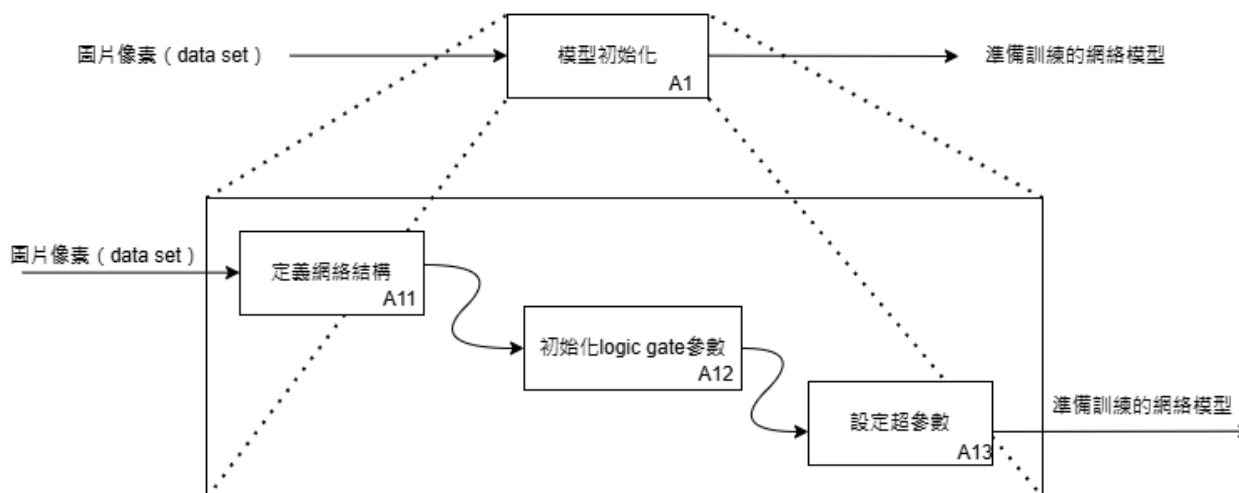 圖片像素（data set）
模型初始化
A1
準備訓練的網絡模型
圖片像素（data set）
定義網絡結構
A11
初始化logic gate參數
A12
設定超參數
A13
準備訓練的網絡模型